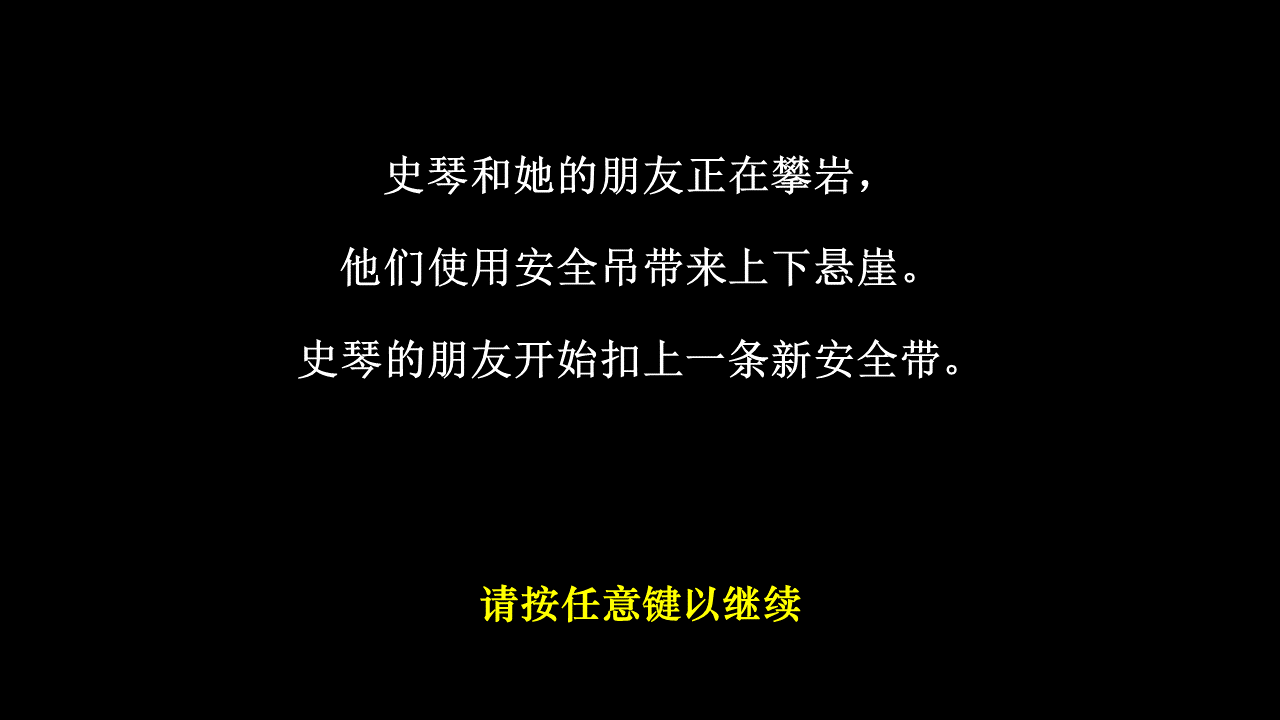 史琴和她的朋友正在攀岩，
他们使用安全吊带来上下悬崖。
史琴的朋友开始扣上一条新安全带。
请按任意键以继续